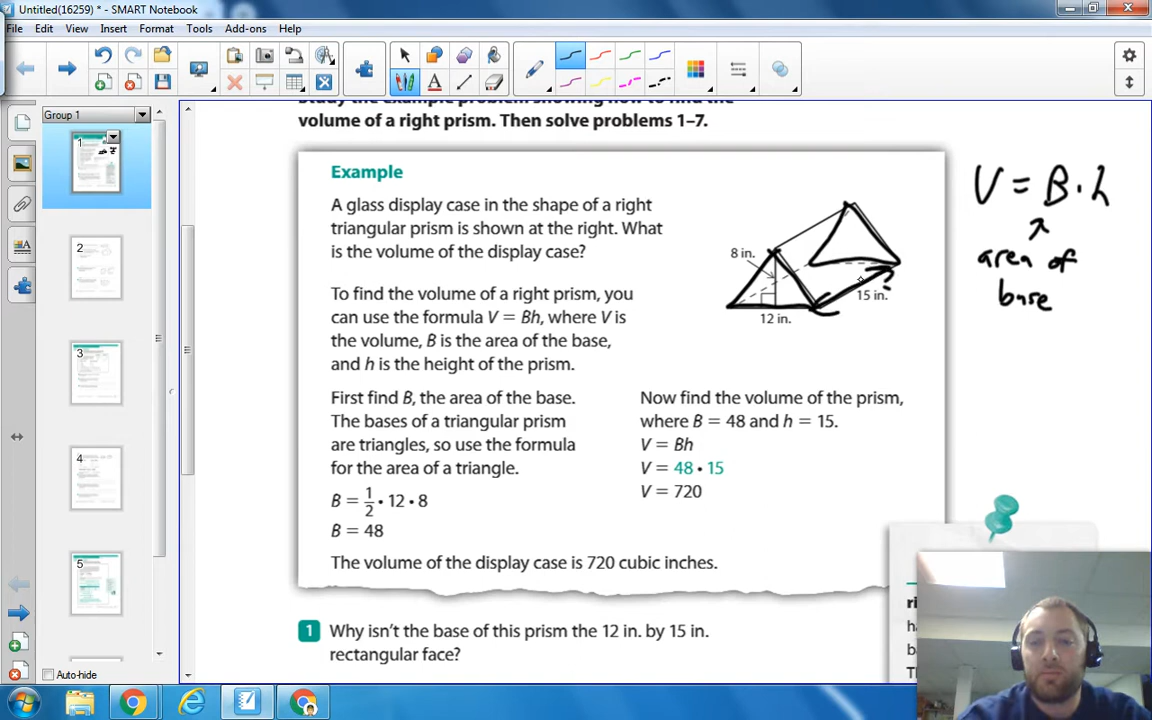 Untitled(16259) * - SMART Notebook
File Edit View Insert Format Tools Add-ons Help
Group 1
1
2
3
4
5
Auto-hide
volume of a right prism. Then solve problems 1–7.
Example
A glass display case in the shape of a right
triangular prism is shown at the right. What
is the volume of the display case?
8 in.
12 in.
15 in.
To find the volume of a right prism, you
can use the formula V = Bh, where V is
the volume, B is the area of the base,
and h is the height of the prism.
First find B, the area of the base.
The bases of a triangular prism
are triangles, so use the formula
for the area of a triangle.
B = 1/2 • 12 • 8
B = 48
Now find the volume of the prism,
where B = 48 and h = 15.
V = Bh
V = 48 • 15
V = 720
The volume of the display case is 720 cubic inches.
1 Why isn't the base of this prism the 12 in. by 15 in.
rectangular face?
V = B · h
area of
base